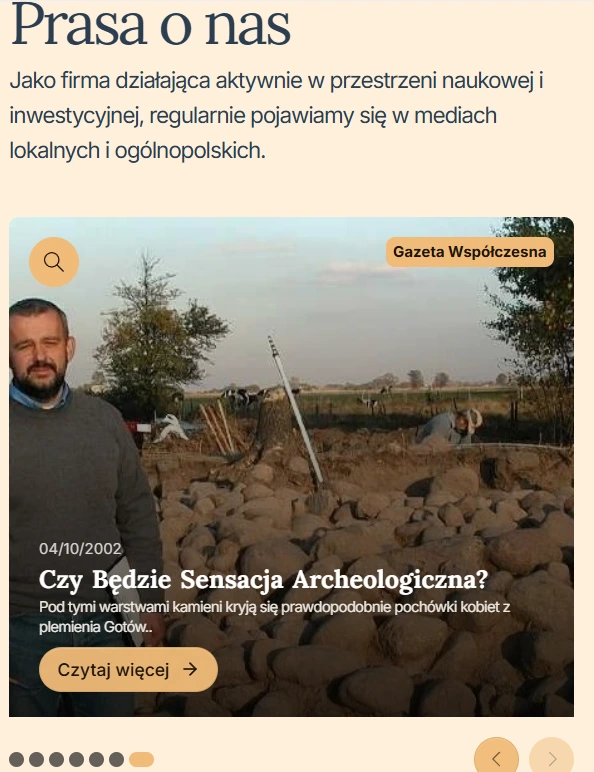 Prasa o nas
Jako firma działająca aktywnie w przestrzeni naukowej i
inwestycyjnej, regularnie pojawiamy się w mediach
lokalnych i ogólnopolskich.
Gazeta Współczesna
04/10/2002
Czy Będzie Sensacja Archeologiczna?
Pod tymi warstwami kamieni kryją się prawdopodobnie pochówki kobiet z
plemienia Gotów..
Czytaj więcej